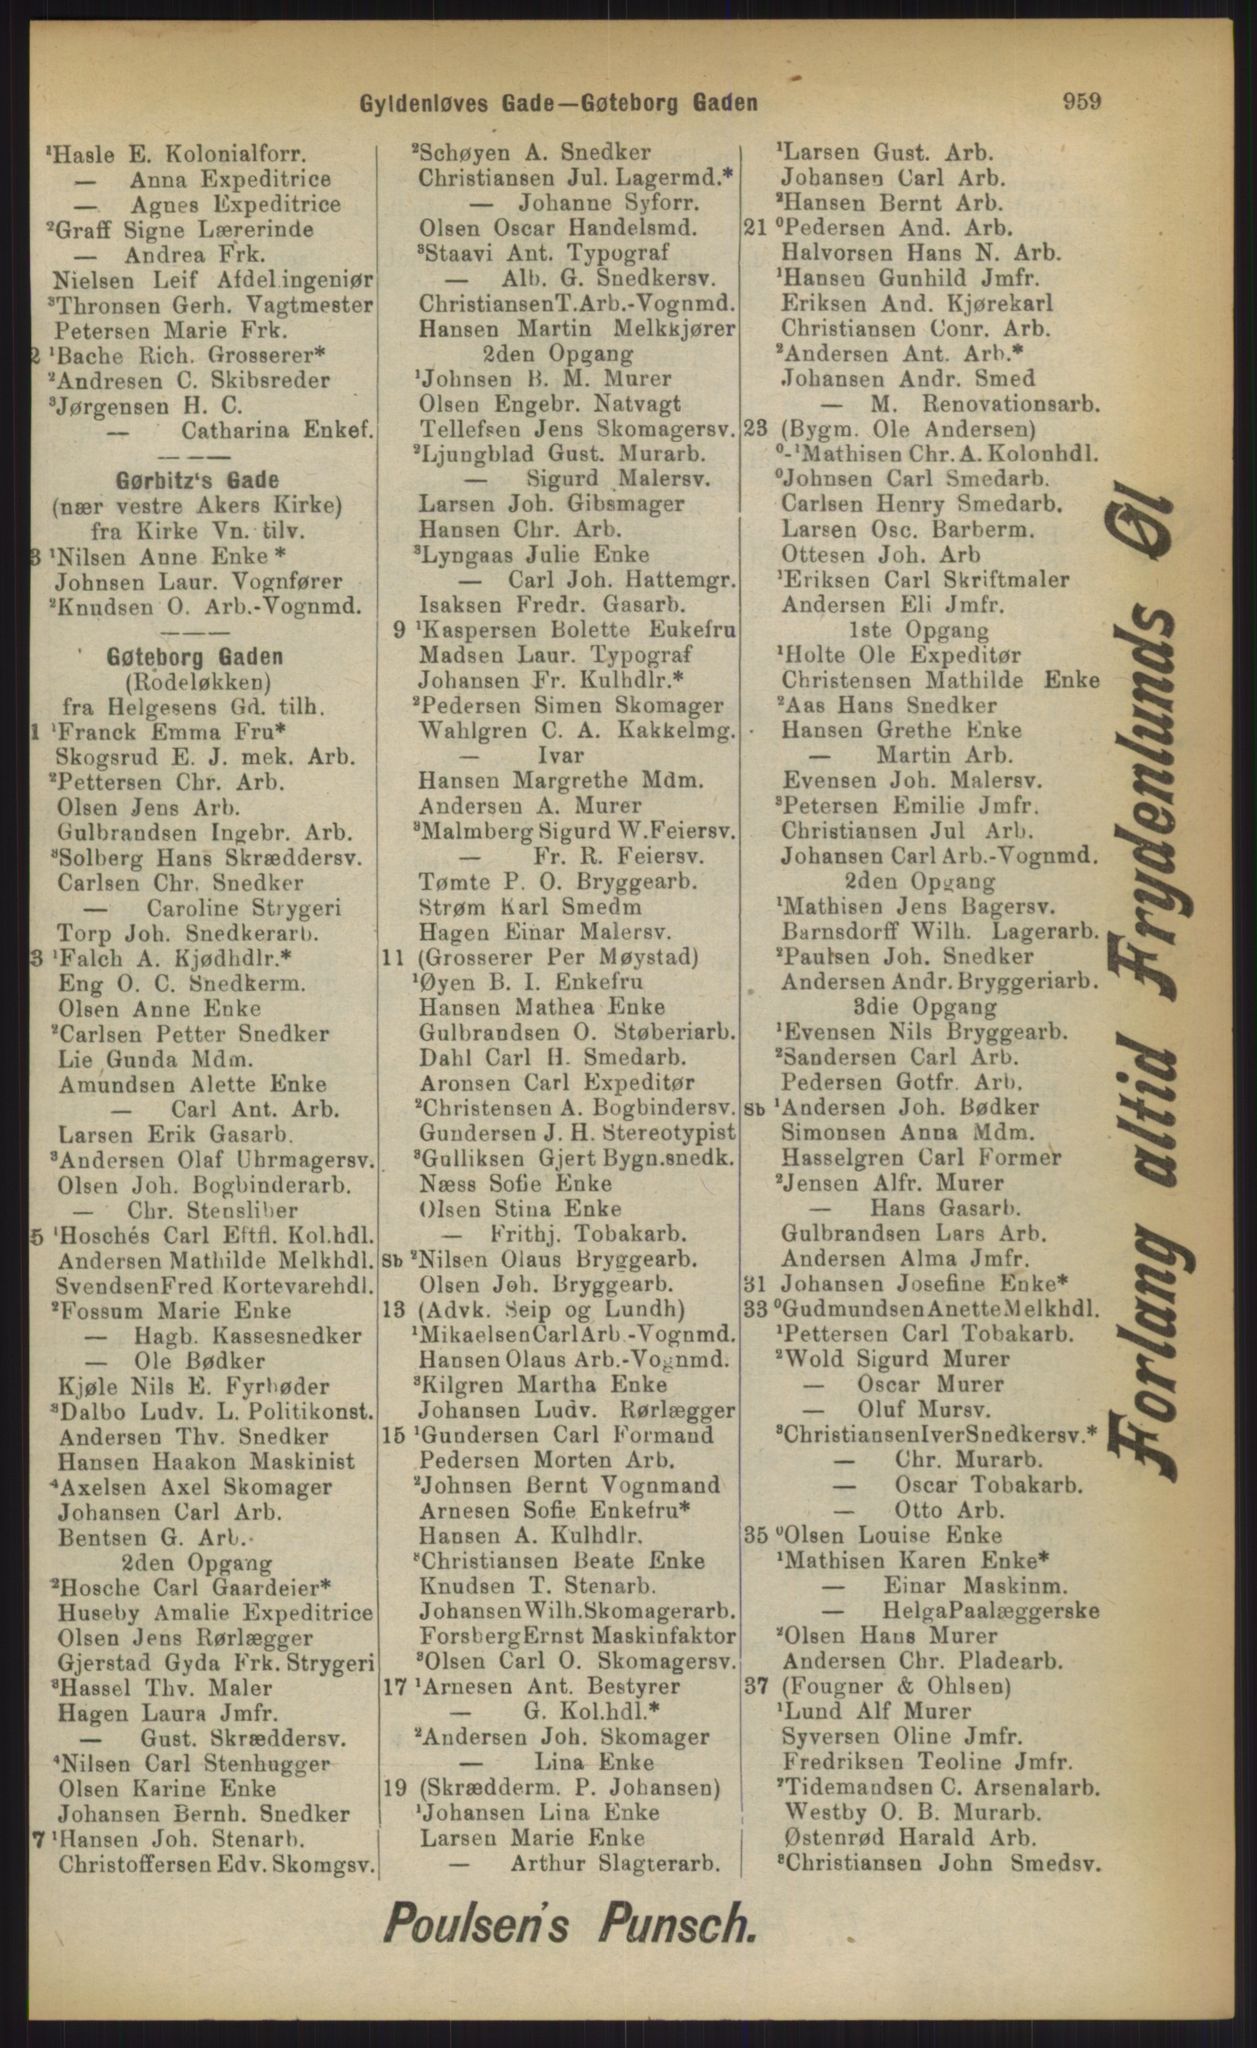 Gyldenløves Gade—Gøteborg Gaden 959
¹Hasle E. Kolonialforr.
— Anna Expeditrice
— Agnes Expeditrice
²Graff Signe Lærerinde
— Andrea Frk.
Nielsen Leif Afdel.ingeniør
³Thronsen Gerh. Vagtmester
Petersen Marie Frk.
2 ¹Bache Rich. Grosserer*
²Andresen C. Skibsreder
³Jørgensen H. C.
— Catharina Enkef.
Gørbitz's Gade
(nær vestre Akers Kirke)
fra Kirke Vn. tilv.
3 ¹Nilsen Anne Enke*
Johnsen Laur. Vognfører
²Knudsen O. Arb.-Vognmd.
Gøteborg Gaden
(Rodeløkken)
fra Helgesens Gd. tilh.
1 ¹Franck Emma Fru*
Skogsrud E. J. mek. Arb.
²Pettersen Chr. Arb.
Olsen Jens Arb.
Gulbrandsen Ingebr. Arb.
³Solberg Hans Skræddersv.
Carlsen Chr. Snedker
— Caroline Strygeri
Torp Joh. Snedkerarb.
3 ¹Falch A. Kjødhdlr.*
Eng O. C. Snedkerm.
Olsen Anne Enke
²Carlsen Petter Snedker
Lie Gunda Mdm.
Amundsen Alette Enke
— Carl Ant. Arb.
Larsen Erik Gasarb.
³Andersen Olaf Uhrmagersv.
Olsen Joh. Bogbinderarb.
— Chr. Stensliber
5 ¹Hoschés Carl Eftfl. Kol.hdl.
Andersen Mathilde Melkhdl.
Svendsen Fred Kortevarehdl.
²Fossum Marie Enke
— Hagb. Kassesnedker
— Ole Bødker
Kjøle Nils E. Fyrbøder
³Dalbo Ludv. L. Politikonst.
Andersen Thv. Snedker
Hansen Haakon Maskinist
⁴Axelsen Axel Skomager
Johansen Carl Arb.
Bentsen G. Arb.
2den Opgang
²Hosche Carl Gaardeier*
Huseby Amalie Expeditrice
Olsen Jens Rørlægger
Gjerstad Gyda Frk. Strygeri
³Hassel Thv. Maler
Hagen Laura Jmfr.
— Gust. Skræddersv.
⁴Nilsen Carl Stenhugger
Olsen Karine Enke
Johansen Bernh. Snedker
7 ¹Hansen Joh. Stenarb.
Christoffersen Edv. Skomgsv.
²Schøyen A. Snedker
Christiansen Jul. Lagermd.*
— Johanne Syforr.
Olsen Oscar Handelsmd.
³Staavi Ant. Typograf
— Alb. G. Snedkersv.
Christiansen T. Arb.-Vognmd.
Hansen Martin Melkkjører
2den Opgang
¹Johnsen B. M. Murer
Olsen Engebr. Natvagt
Tellefsen Jens Skomagersv.
²Ljungblad Gust. Murarb.
— Sigurd Malersv.
Larsen Joh. Gibsmager
Hansen Chr. Arb.
³Lyngaas Julie Enke
— Carl Joh. Hattemgr.
Isaksen Fredr. Gasarb.
9 ¹Kaspersen Bolette Enkefru
Madsen Laur. Typograf
Johansen Fr. Kulhdlr.*
²Pedersen Simen Skomager
Wahlgren C. A. Kakkelmg.
— Ivar
Hansen Margrethe Mdm.
Andersen A. Murer
³Malmberg Sigurd W. Feiersv.
— Fr. R. Feiersv.
Tømte P. O. Bryggearb.
Strøm Karl Smedm
Hagen Einar Malersv.
11 (Grosserer Per Møystad)
¹Øyen B. I. Enkefru
Hansen Mathea Enke
Gulbrandsen O. Støberiarb.
Dahl Carl H. Smedarb.
Aronsen Carl Expeditør
²Christensen A. Bogbindersv.
Gundersen J. H. Stereotypist
³Gulliksen Gjert Bygn.snedk.
Næss Sofie Enke
Olsen Stina Enke
— Frithj. Tobakarb.
Sb ²Nilsen Olaus Bryggearb.
Olsen Joh. Bryggearb.
13 (Advk. Seip og Lundh)
¹Mikaelsen Carl Arb.-Vognmd.
Hansen Olaus Arb.-Vognmd.
³Kilgren Martha Enke
Johansen Ludv. Rørlægger
15 ¹Gundersen Carl Formand
Pedersen Morten Arb.
²Johnsen Bernt Vognmand
Arnesen Sofie Enkefru*
Hansen A. Kulhdlr.
³Christiansen Beate Enke
Knudsen T. Stenarb.
Johansen Wilh. Skomagerarb.
Forsberg Ernst Maskinfaktor
³Olsen Carl O. Skomagersv.
17 ¹Arnesen Ant. Bestyrer
— G. Kol.hdl.*
²Andersen Joh. Skomager
— Lina Enke
19 (Skrædderm. P. Johansen)
¹Johansen Lina Enke
Larsen Marie Enke
— Arthur Slagterarb.
¹Larsen Gust. Arb.
Johansen Carl Arb.
²Hansen Bernt Arb.
21 ⁰Pedersen And. Arb.
Halvorsen Hans N. Arb.
¹Hansen Gunhild Jmfr.
Eriksen And. Kjørekarl
Christiansen Conr. Arb.
²Andersen Ant. Arb.*
Johansen Andr. Smed
— M. Renovationsarb.
23 (Bygm. Ole Andersen)
⁰-¹Mathisen Chr. A. Kolonhdl.
⁰Johnsen Carl Smedarb.
Carlsen Henry Smedarb.
Larsen Osc. Barberm.
Ottesen Joh. Arb
¹Eriksen Carl Skriftmaler
Andersen Eli Jmfr.
1ste Opgang
¹Holte Ole Expeditør
Christensen Mathilde Enke
²Aas Hans Snedker
Hansen Grethe Enke
— Martin Arb.
Evensen Joh. Malersv.
³Petersen Emilie Jmfr.
Christiansen Jul Arb.
Johansen Carl Arb.-Vognmd.
2den Opgang
¹Mathisen Jens Bagersv.
Barnsdorff Wilh. Lagerarb.
²Paulsen Joh. Snedker
Andersen Andr. Bryggeriarb.
3die Opgang
¹Evensen Nils Bryggearb.
²Sandersen Carl Arb.
Pedersen Gotfr. Arb.
Sb ¹Andersen Joh. Bødker
Simonsen Anna Mdm.
Hasselgren Carl Former
²Jensen Alfr. Murer
— Hans Gasarb.
Gulbrandsen Lars Arb.
Andersen Alma Jmfr.
31 Johansen Josefine Enke*
33 ⁰Gudmundsen Anette Melkhdl.
¹Pettersen Carl Tobakarb.
²Wold Sigurd Murer
— Oscar Murer
— Oluf Mursv.
³Christiansen Iver Snedkersv.*
— Chr. Murarb.
— Oscar Tobakarb.
— Otto Arb.
35 ⁰Olsen Louise Enke
¹Mathisen Karen Enke*
— Einar Maskinm.
— Helga Paalæggerske
²Olsen Hans Murer
Andersen Chr. Pladearb.
37 (Fougner & Ohlsen)
¹Lund Alf Murer
Syversen Oline Jmfr.
Fredriksen Teoline Jmfr.
²Tidemandsen C. Arsenalarb.
Westby O. B. Murarb.
Østenrød Harald Arb.
³Christiansen John Smedsv.
Forlang altid Frydenlunds Øl
Poulsen's Punsch.